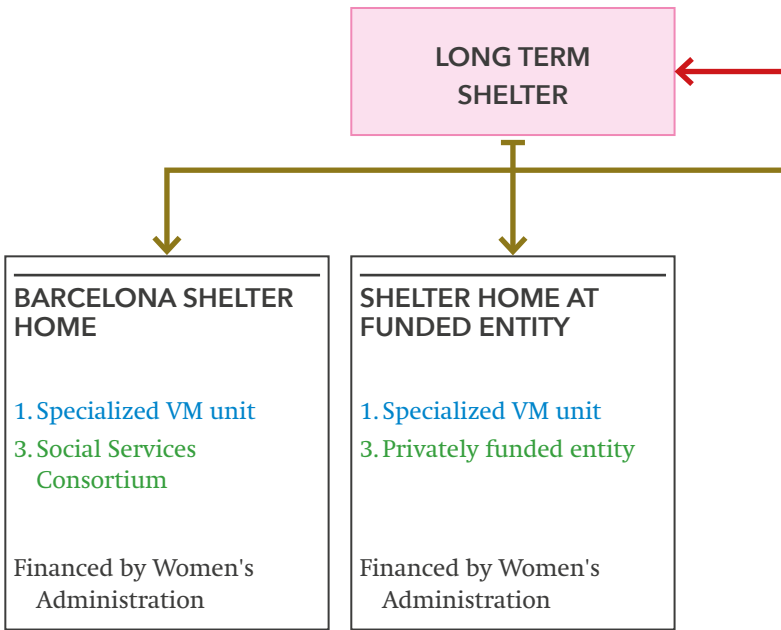 LONG TERM
SHELTER
BARCELONA SHELTER
HOME
1. Specialized VM unit
3. Social Services
Consortium
Financed by Women's
Administration
SHELTER HOME AT
FUNDED ENTITY
1. Specialized VM unit
3. Privately funded entity
Financed by Women's
Administration